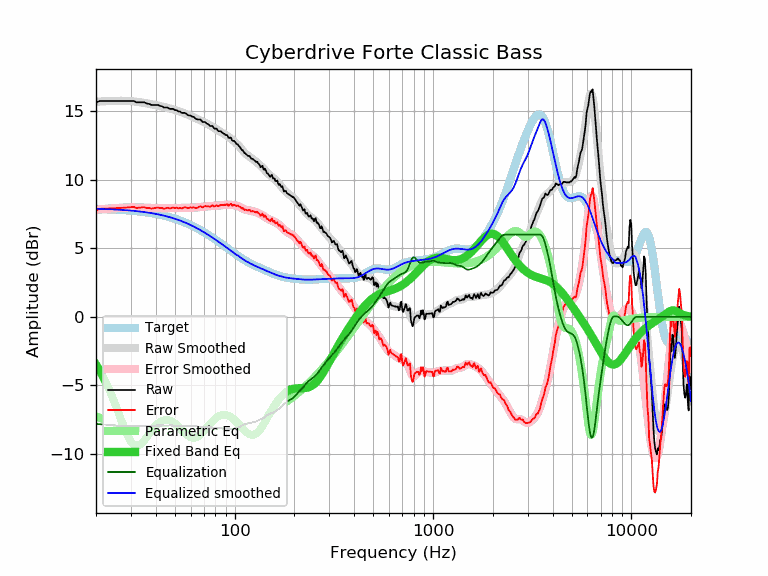 Cyberdrive Forte Classic Bass
Amplitude (dBr)
15
10
5
0
−5
−10
Target
Raw Smoothed
Error Smoothed
Raw
Error
Parametric Eq
Fixed Band Eq
Equalization
Equalized smoothed
100
1000
10000
Frequency (Hz)